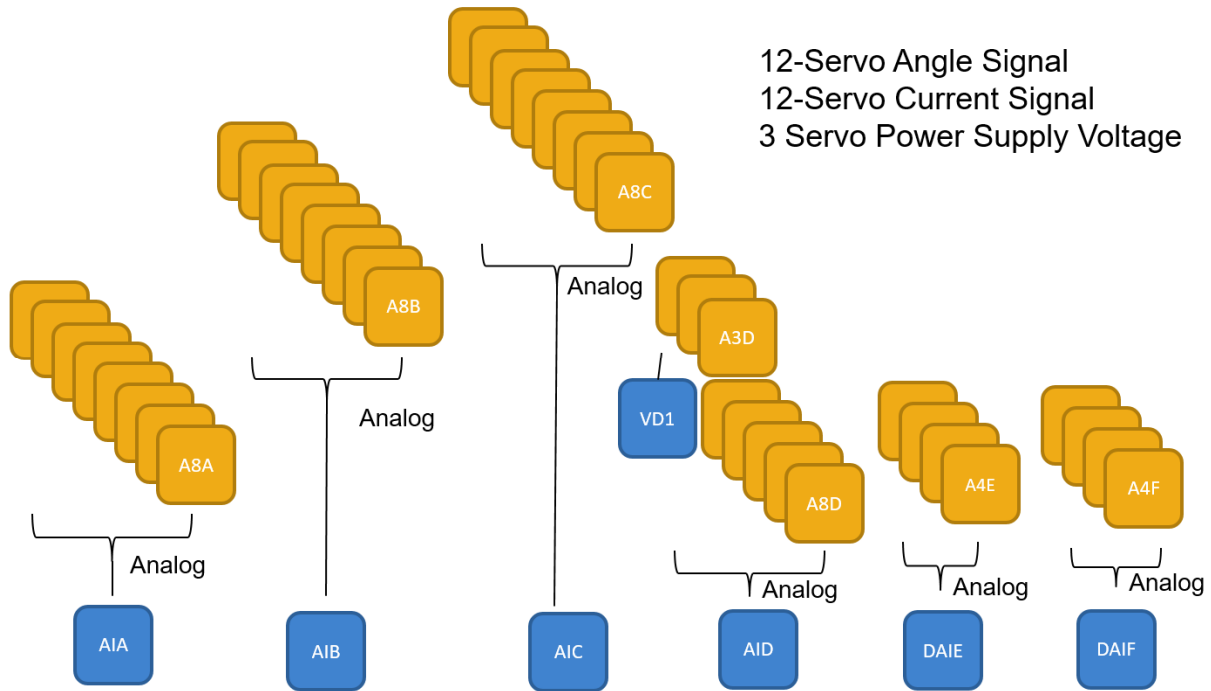 12-Servo Angle Signal
12-Servo Current Signal
3 Servo Power Supply Voltage
A8C
Analog
A8B
Analog
A3D
VD1
A8A
A8D
A4E
A4F
Analog
Analog
Analog
Analog
AIA
AIB
AIC
AID
DAIE
DAIF